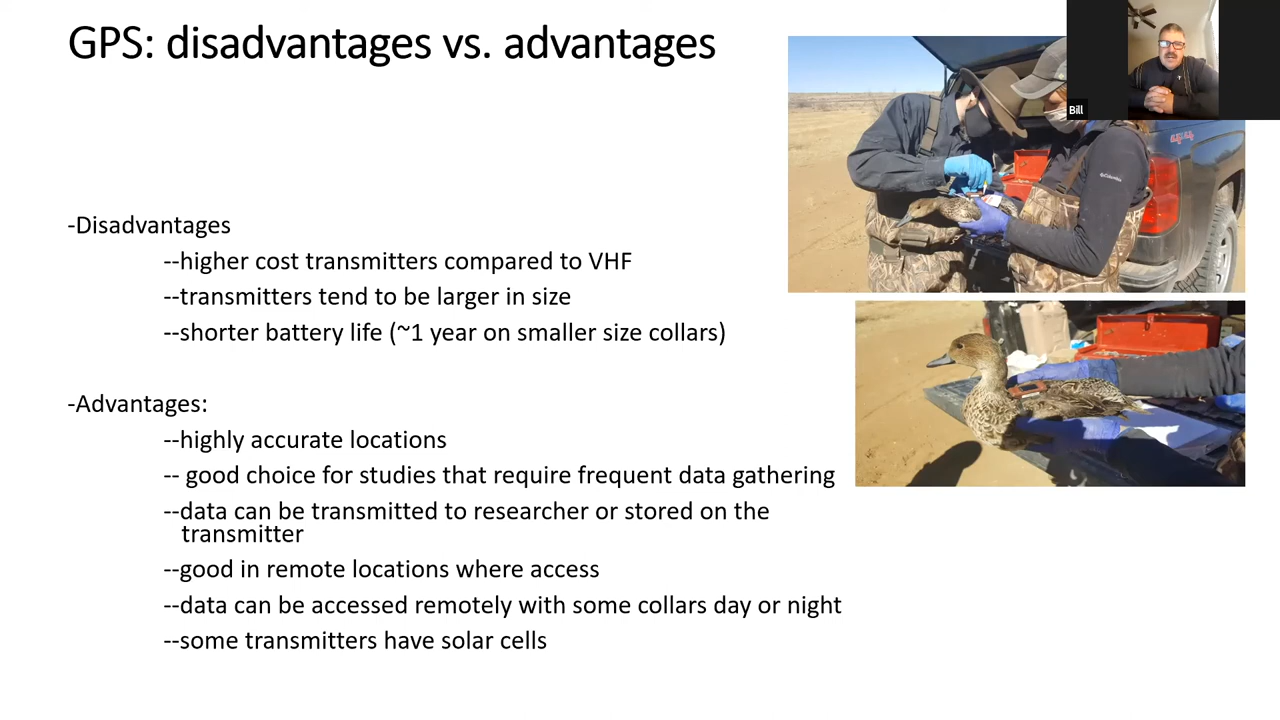 GPS: disadvantages vs. advantages
Bill
-Disadvantages
--higher cost transmitters compared to VHF
--transmitters tend to be larger in size
--shorter battery life (~1 year on smaller size collars)
-Advantages:
--highly accurate locations
-- good choice for studies that require frequent data gathering
--data can be transmitted to researcher or stored on the
transmitter
--good in remote locations where access
--data can be accessed remotely with some collars day or night
--some transmitters have solar cells
Columbia